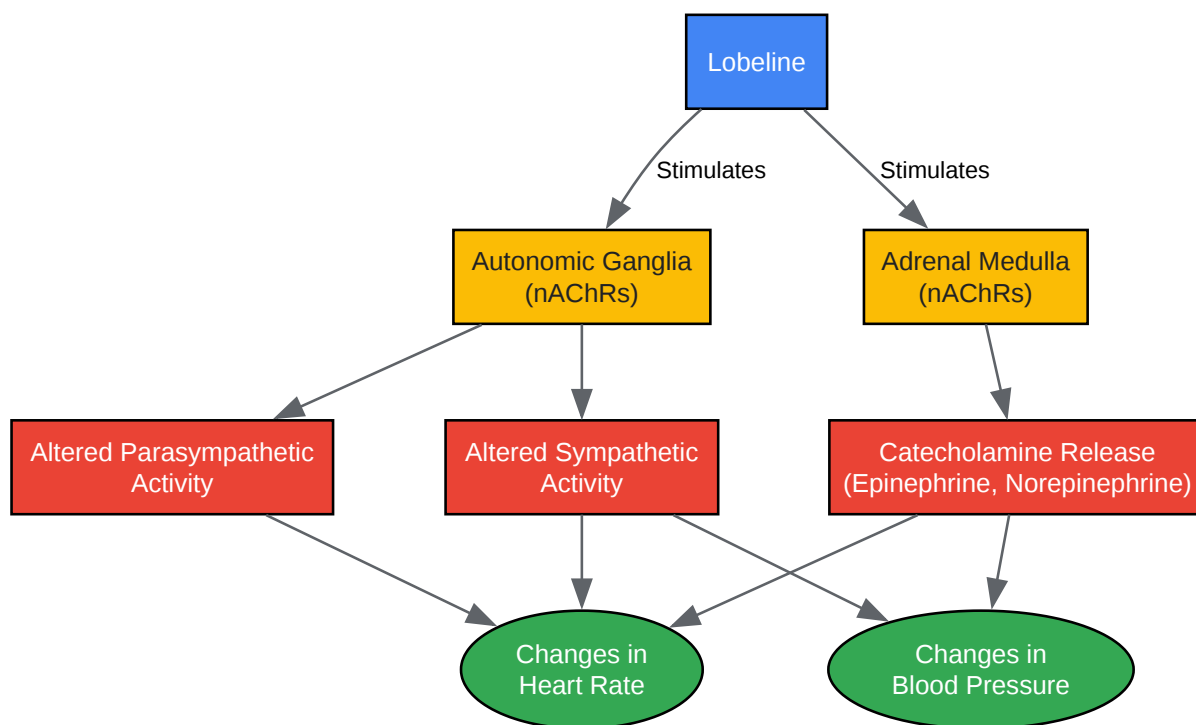 Lobeline
Stimulates
Stimulates
Autonomic Ganglia
(nAChRs)
Adrenal Medulla
(nAChRs)
Altered Parasympathetic
Activity
Altered Sympathetic
Activity
Catecholamine Release
(Epinephrine, Norepinephrine)
Changes in
Heart Rate
Changes in
Blood Pressure